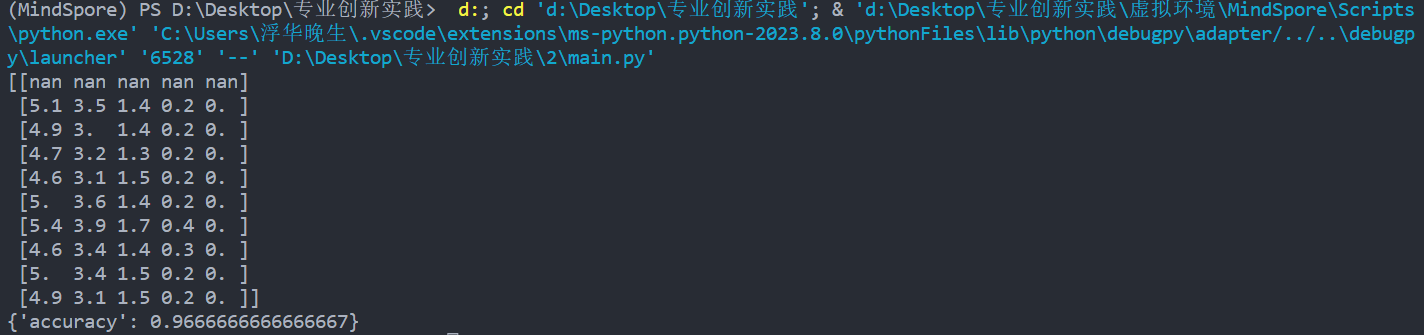 (MindSpore) PS D:\Desktop\专业创新实践>  d:; cd 'd:\Desktop\专业创新实践'; & 'd:\Desktop\专业创新实践\虚拟环境\MindSpore\Scripts
\python.exe' 'C:\Users\浮华晚生\.vscode\extensions\ms-python.python-2023.8.0\pythonFiles\lib\python\debugpy\adapter/../..\debugp
y\launcher' '6528' '--' 'D:\Desktop\专业创新实践\2\main.py'
[[nan nan nan nan nan]
 [5.1 3.5 1.4 0.2 0. ]
 [4.9 3.  1.4 0.2 0. ]
 [4.7 3.2 1.3 0.2 0. ]
 [4.6 3.1 1.5 0.2 0. ]
 [5.  3.6 1.4 0.2 0. ]
 [5.4 3.9 1.7 0.4 0. ]
 [4.6 3.4 1.4 0.3 0. ]
 [5.  3.4 1.5 0.2 0. ]
 [4.9 3.1 1.5 0.2 0. ]]
{'accuracy': 0.9666666666666667}